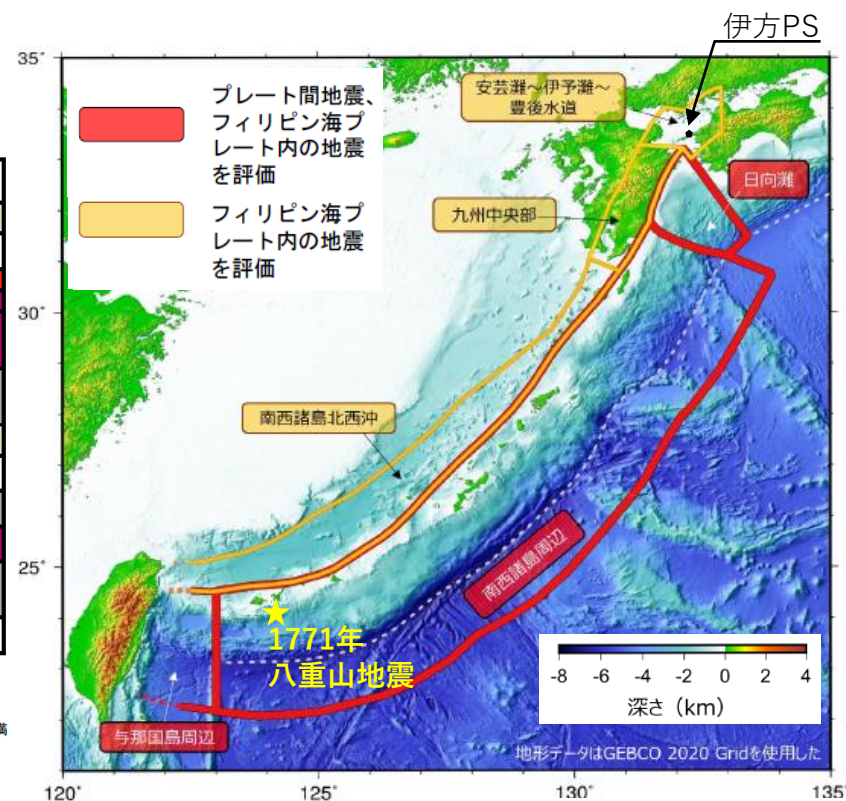 伊方PS
35°
30°
25°
プレート間地震、
フィリピン海プ
レート内の地震
を評価
フィリピン海プ
レート内の地震
を評価
安芸灘～伊予灘～
豊後水道
日向灘
九州中央部
南西諸島北西沖
南西諸島周辺
1771年
八重山地震
与那国島周辺
-8 -6 -4 -2 0 2 4
深さ（km）
地形データはGEBCO 2020 Gridを使用した
120° 125° 130° 135
満